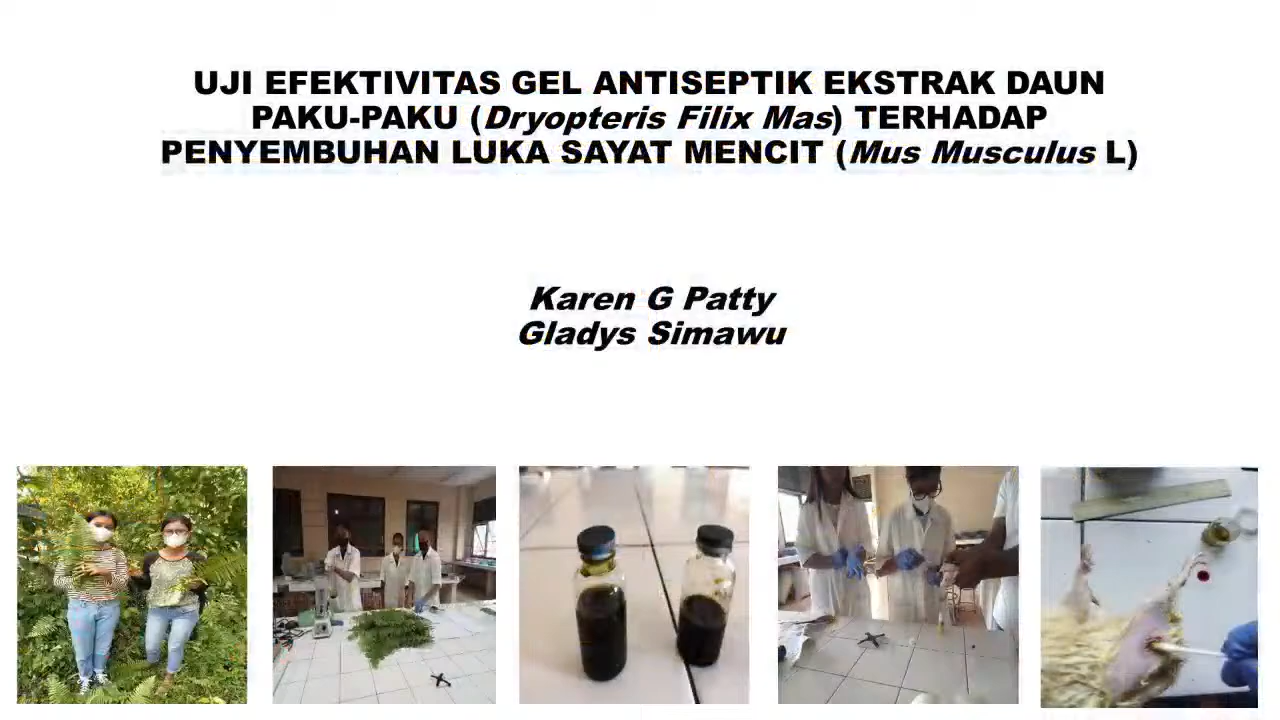 UJI EFEKTIVITAS GEL ANTISEPTIK EKSTRAK DAUN
PAKU-PAKU (Dryopteris Filix Mas) TERHADAP
PENYEMBUHAN LUKA SAYAT MENCIT (Mus Musculus L)
Karen G Patty
Gladys Simawu